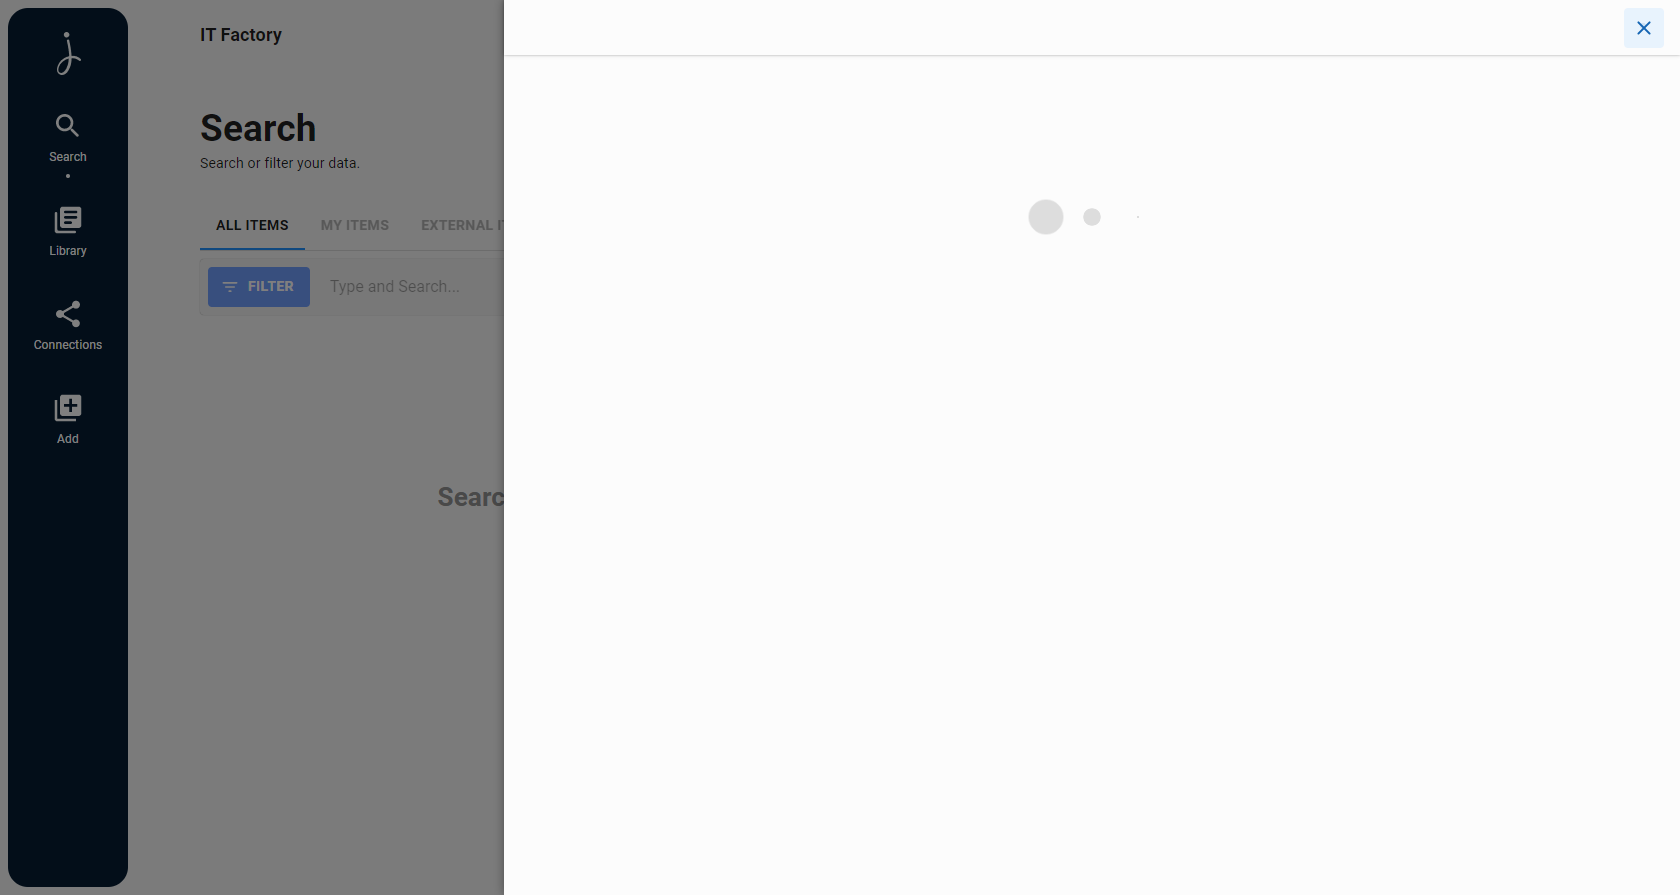 IT Factory
Search
Library
Connections
Add
Search
Search or filter your data.
ALL ITEMS
MY ITEMS
EXTERNAL
FILTER
Type and Search...
Searc